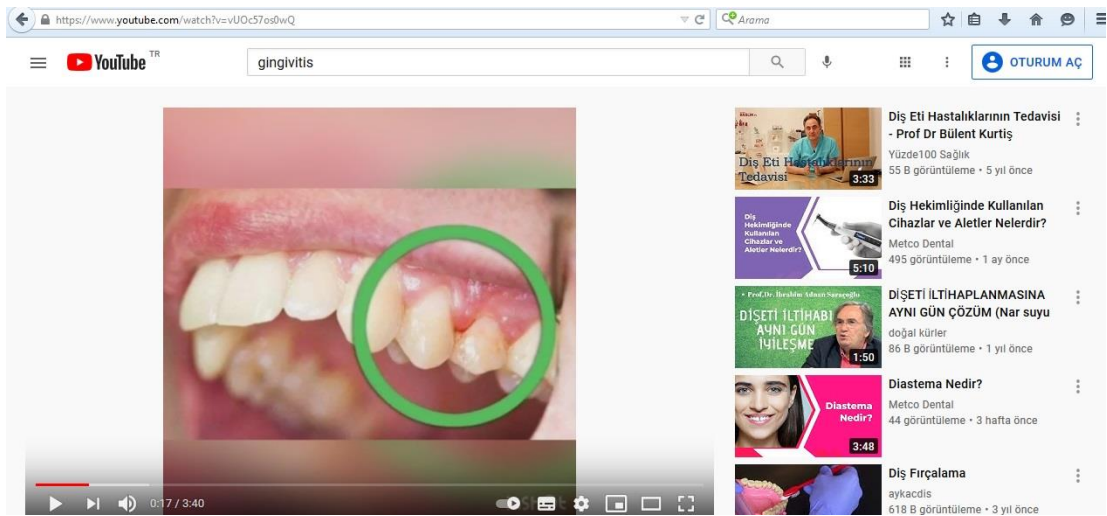 https://www.youtube.com/watch?v=vUOc57os0wQ
Arama
YouTube TR
gingivitis
OTURUM AÇ
0:17 / 3:40
Diş Eti Hastalıklarının Tedavisi
3:33
Diş Eti Hastalıklarının Tedavisi
- Prof Dr Bülent Kurtiş
Yüzde100 Sağlık
55 B görüntüleme • 5 yıl önce
Diş
Hekimliğinde
Kullanılan
Cihazlar ve
Aletler Nelerdir?
5:10
Diş Hekimliğinde Kullanılan
Cihazlar ve Aletler Nelerdir?
Metco Dental
495 görüntüleme • 1 ay önce
Prof.Dr. İbrahim Adnan Saraçoğlu
DİŞETİ İLTİHABI
AYNI GÜN
İYİLEŞME
1:50
DİŞETİ İLTİHAPLANMASINA
AYNI GÜN ÇÖZÜM (Nar suyu
doğal kürler
86 B görüntüleme • 1 yıl önce
Diastema
Nedir?
3:48
Diastema Nedir?
Metco Dental
44 görüntüleme • 3 hafta önce
Diş Fırçalama
aykacdis
618 B görüntüleme • 3 yıl önce